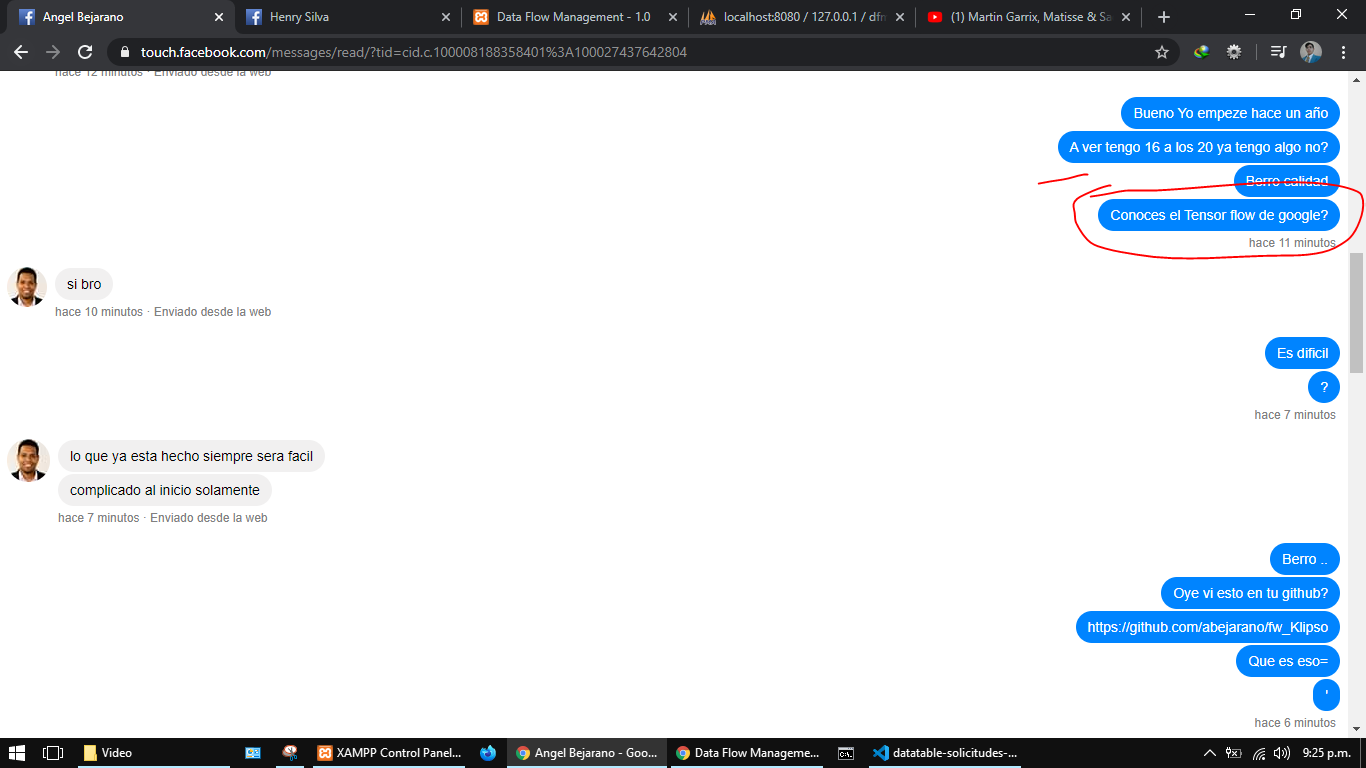 Angel Bejarano
Henry Silva
Data Flow Management - 1.0
localhost:8080 / 127.0.0.1 / dfm
(1) Martin Garrix, Matisse & Sa
touch.facebook.com/messages/read/?tid=cid.c.100008188358401%3A100027437642804
hace 12 minutos · Enviado desde la web
Bueno Yo empeze hace un año
A ver tengo 16 a los 20 ya tengo algo no?
Berro calidad
Conoces el Tensor flow de google?
hace 11 minutos
si bro
hace 10 minutos · Enviado desde la web
Es dificil
?
hace 7 minutos
lo que ya esta hecho siempre sera facil
complicado al inicio solamente
hace 7 minutos · Enviado desde la web
Berro ..
Oye vi esto en tu github?
https://github.com/abejarano/fw_Klipso
Que es eso=
'
hace 6 minutos
Video
XAMPP Control Panel...
Angel Bejarano - Goo...
Data Flow Manageme...
datatable-solicitudes-...
9:25 p.m.